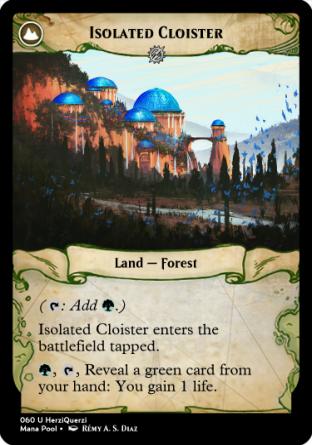 Isolated Cloister
Land — Forest
(: Add .)
Isolated Cloister enters the
battlefield tapped.
, , Reveal a green card from
your hand: You gain 1 life.
060 U HerziQuerzi
Mana Pool • Rémy A. S. Diaz